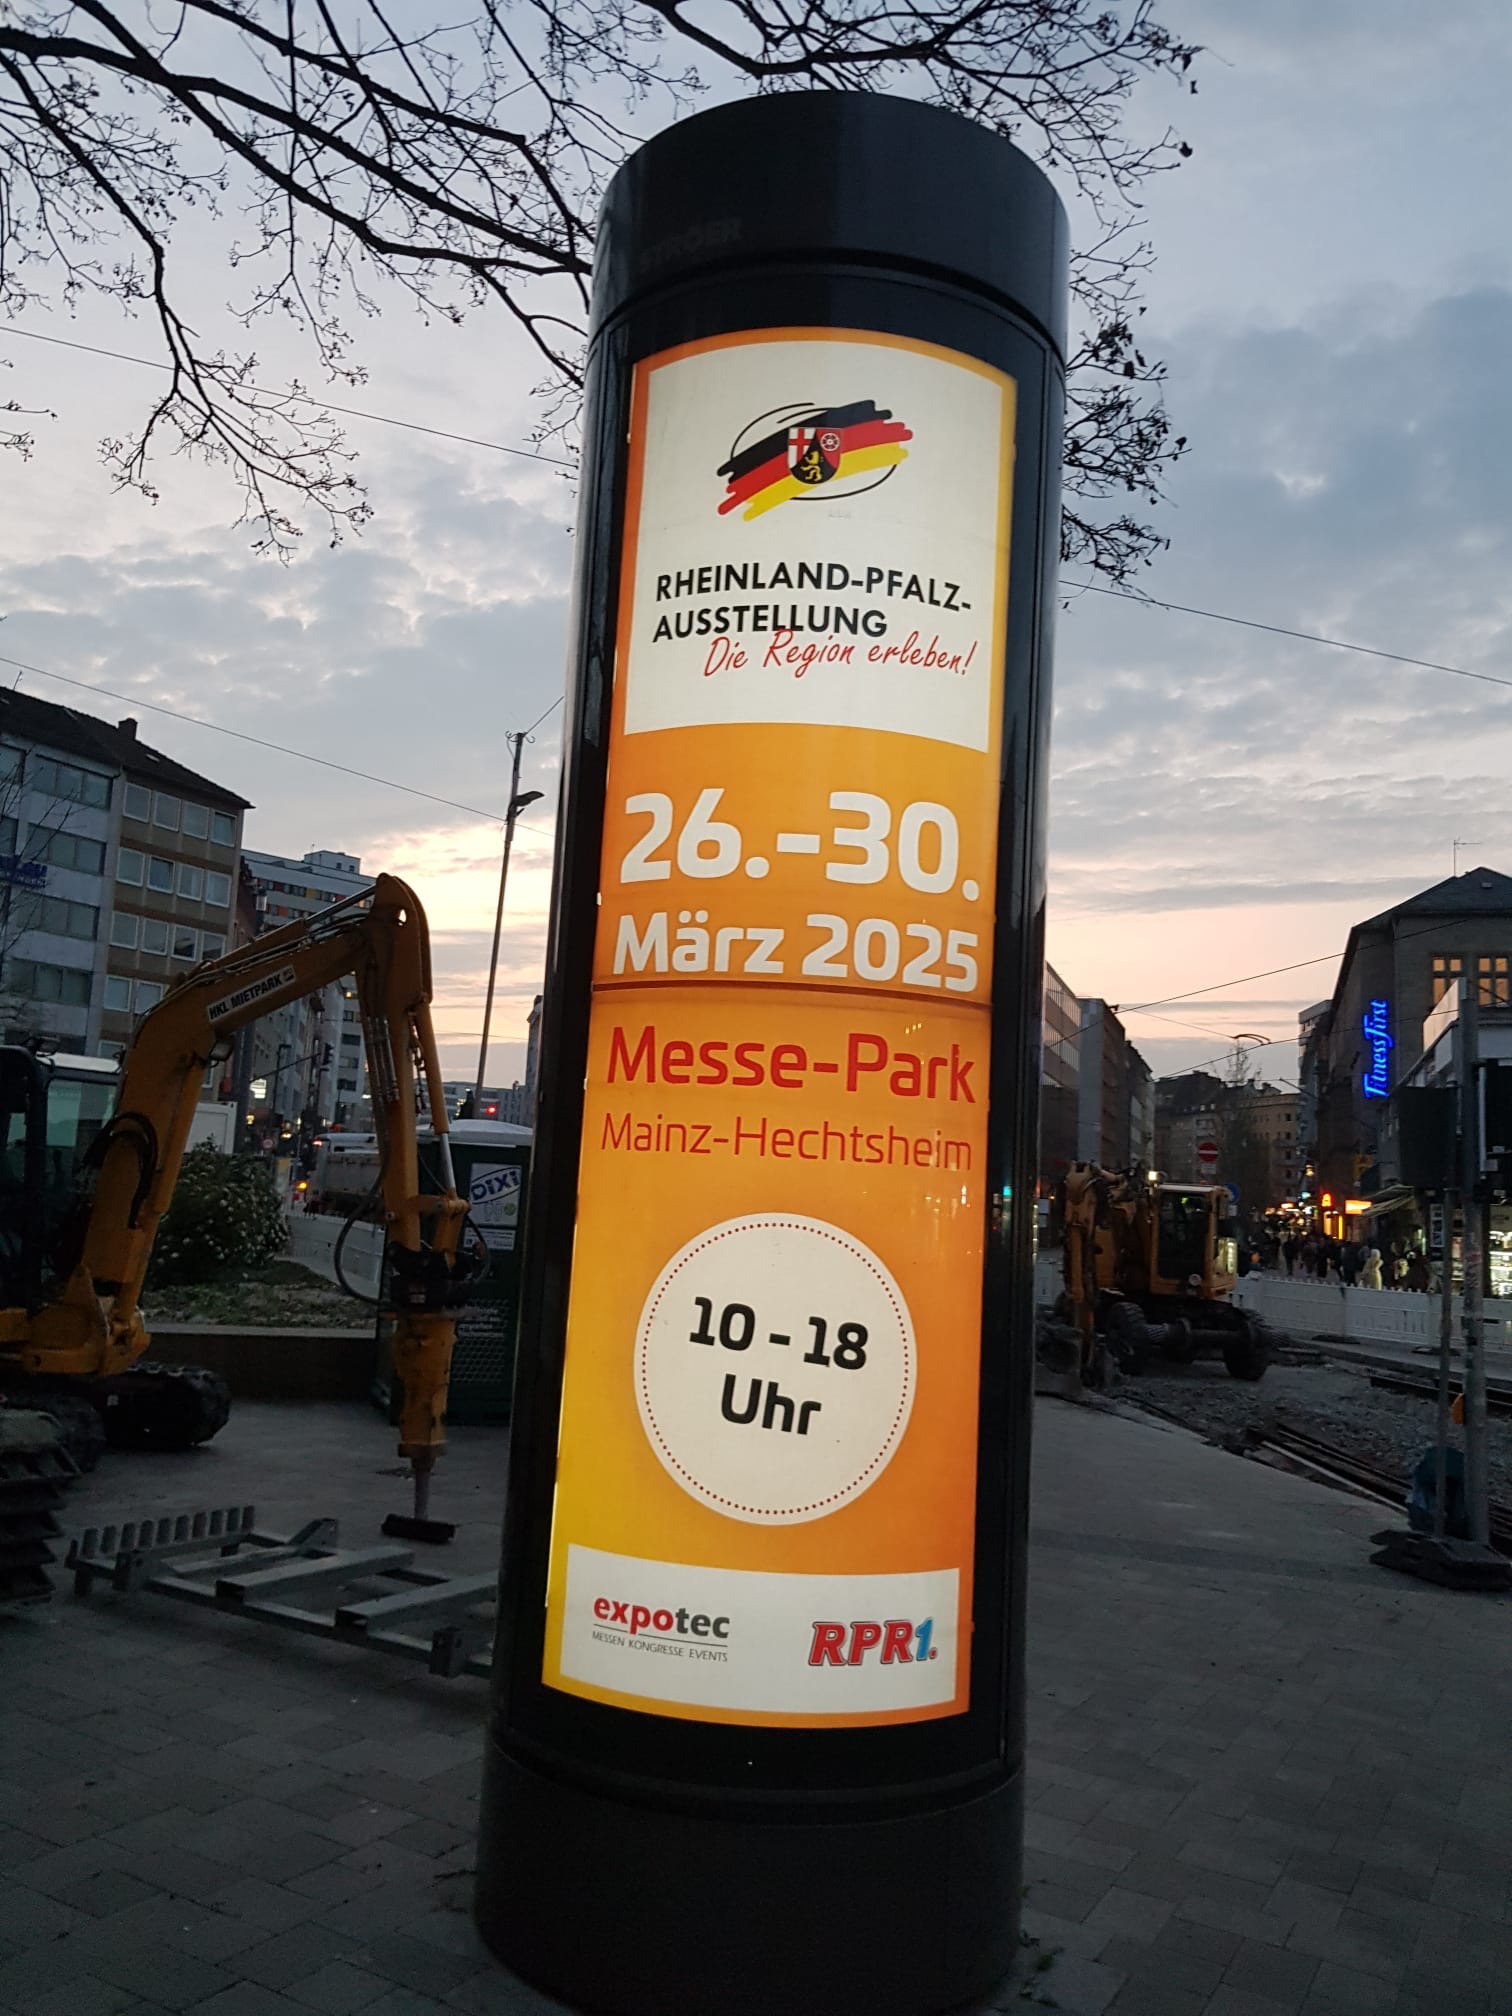 STRÖER
RHEINLAND-PFALZ-
AUSSTELLUNG
Die Region erleben!
26.-30.
März 2025
Messe-Park
Mainz-Hechtsheim
10 - 18
Uhr
expotec
MESSEN KONGRESSE EVENTS
RPR1.
HKL MIETPARK
DIXI
FitnessFirst